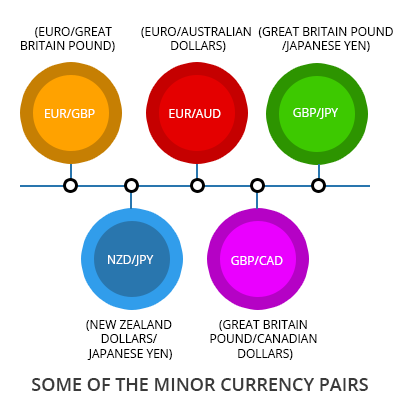 (EURO/GREAT
BRITAIN POUND)
(EURO/AUSTRALIAN
DOLLARS)
(GREAT BRITAIN POUND
/JAPANESE YEN)
EUR/GBP
EUR/AUD
GBP/JPY
NZD/JPY
GBP/CAD
(NEW ZEALAND
DOLLARS/
JAPANESE YEN)
(GREAT BRITAIN
POUND/CANADIAN
DOLLARS)
SOME OF THE MINOR CURRENCY PAIRS